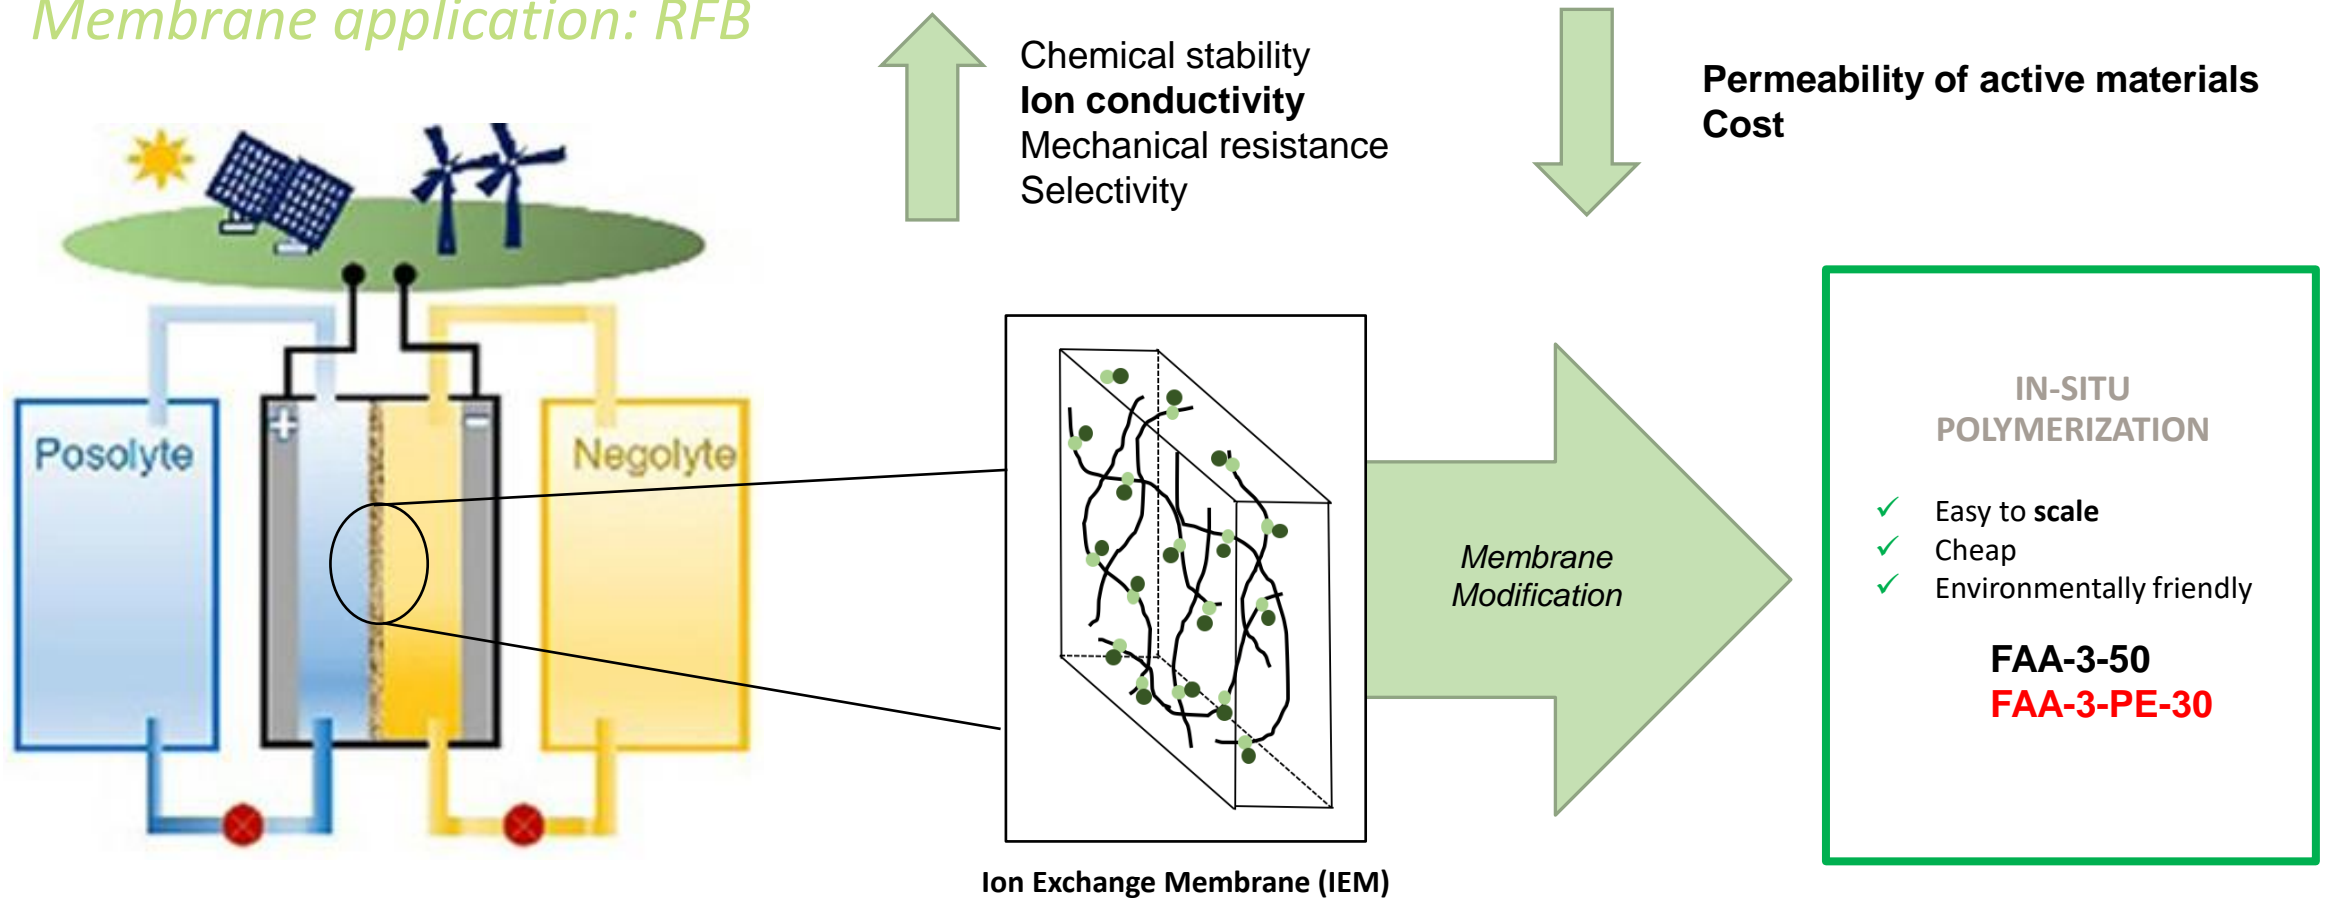 Membrane application: RFB
Chemical stability
Ion conductivity
Mechanical resistance
Selectivity
Permeability of active materials
Cost
+
−
Posolyte
Negolyte
Membrane
Modification
IN-SITU
POLYMERIZATION
✓ Easy to scale
✓ Cheap
✓ Environmentally friendly
FAA-3-50
FAA-3-PE-30
Ion Exchange Membrane (IEM)